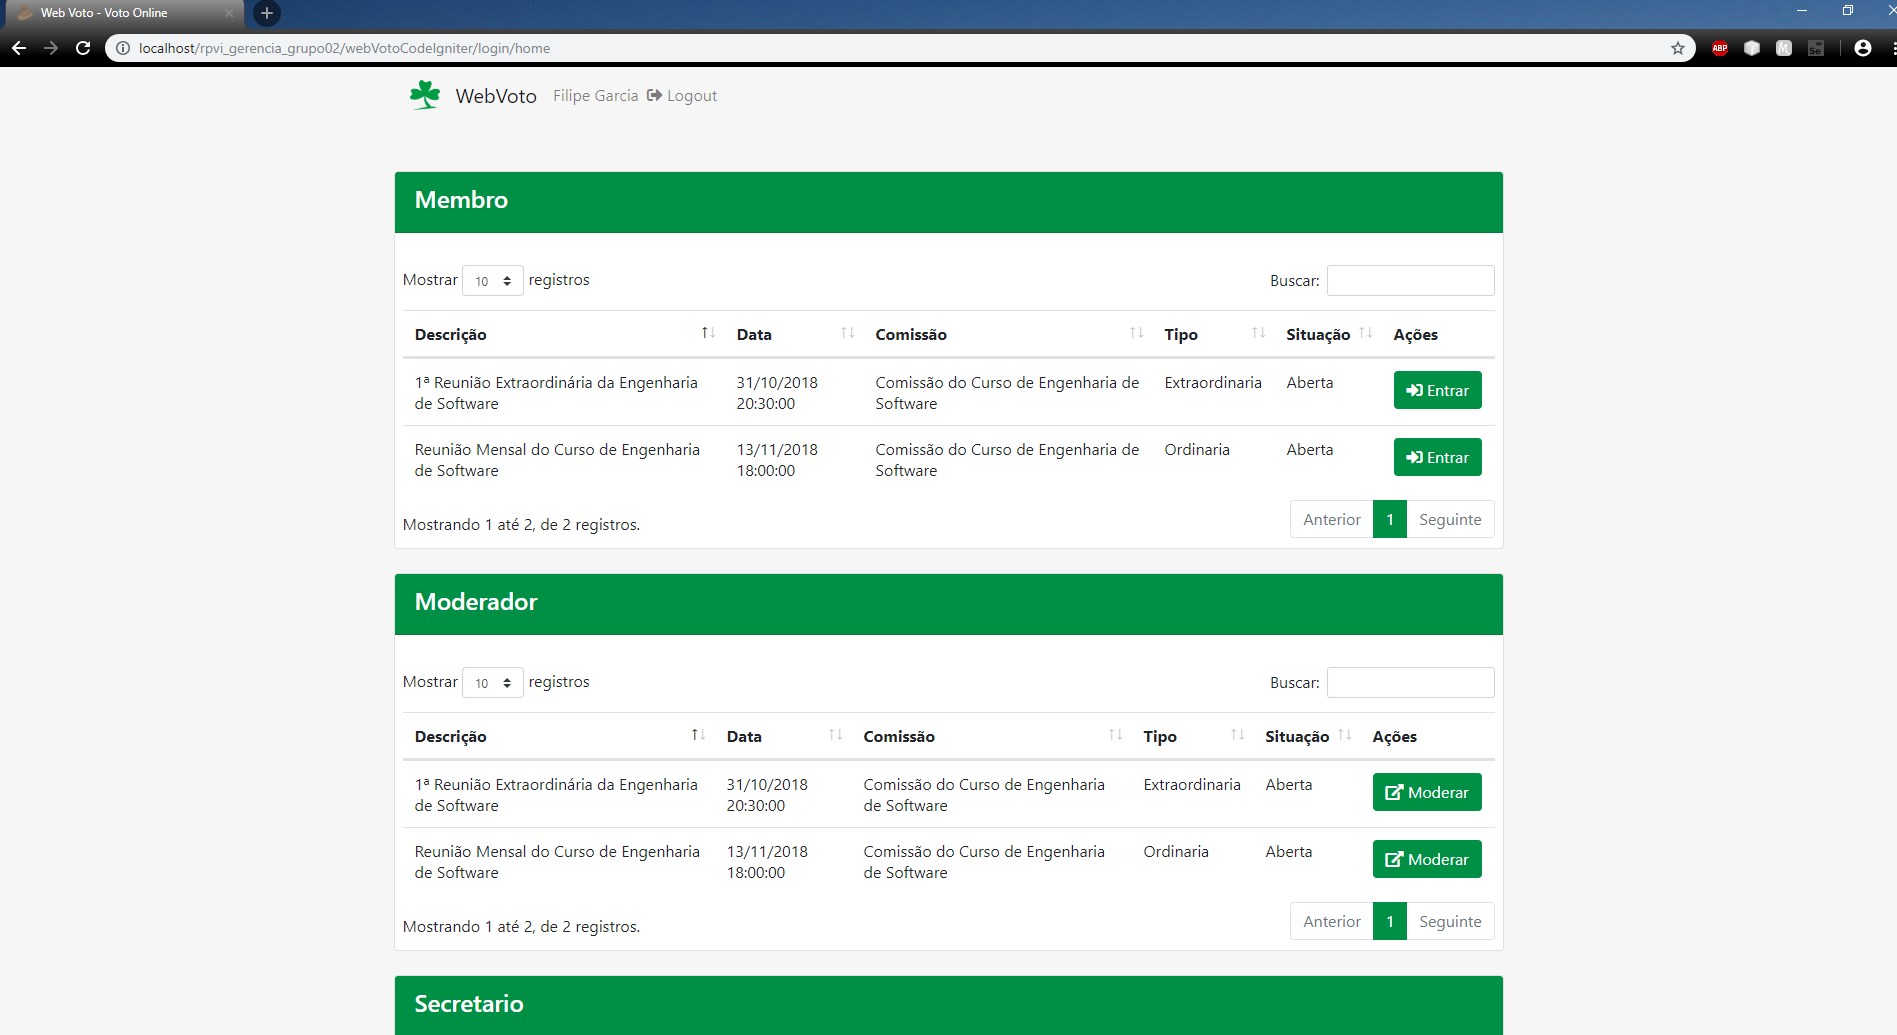 Web Voto - Voto Online
localhost/rpvi_gerencia_grupo02/webVotoCodeIgniter/login/home
ABP
M
Se
WebVoto Filipe Garcia Logout
Membro
Mostrar 10 registros Buscar:
Descrição Data Comissão Tipo Situação Ações
1ª Reunião Extraordinária da Engenharia 31/10/2018 Comissão do Curso de Engenharia de Extraordinaria Aberta Entrar
de Software 20:30:00 Software
Reunião Mensal do Curso de Engenharia 13/11/2018 Comissão do Curso de Engenharia de Ordinaria Aberta Entrar
de Software 18:00:00 Software
Mostrando 1 até 2, de 2 registros. Anterior 1 Seguinte
Moderador
Mostrar 10 registros Buscar:
Descrição Data Comissão Tipo Situação Ações
1ª Reunião Extraordinária da Engenharia 31/10/2018 Comissão do Curso de Engenharia Extraordinaria Aberta Moderar
de Software 20:30:00 de Software
Reunião Mensal do Curso de Engenharia 13/11/2018 Comissão do Curso de Engenharia Ordinaria Aberta Moderar
de Software 18:00:00 de Software
Mostrando 1 até 2, de 2 registros. Anterior 1 Seguinte
Secretario